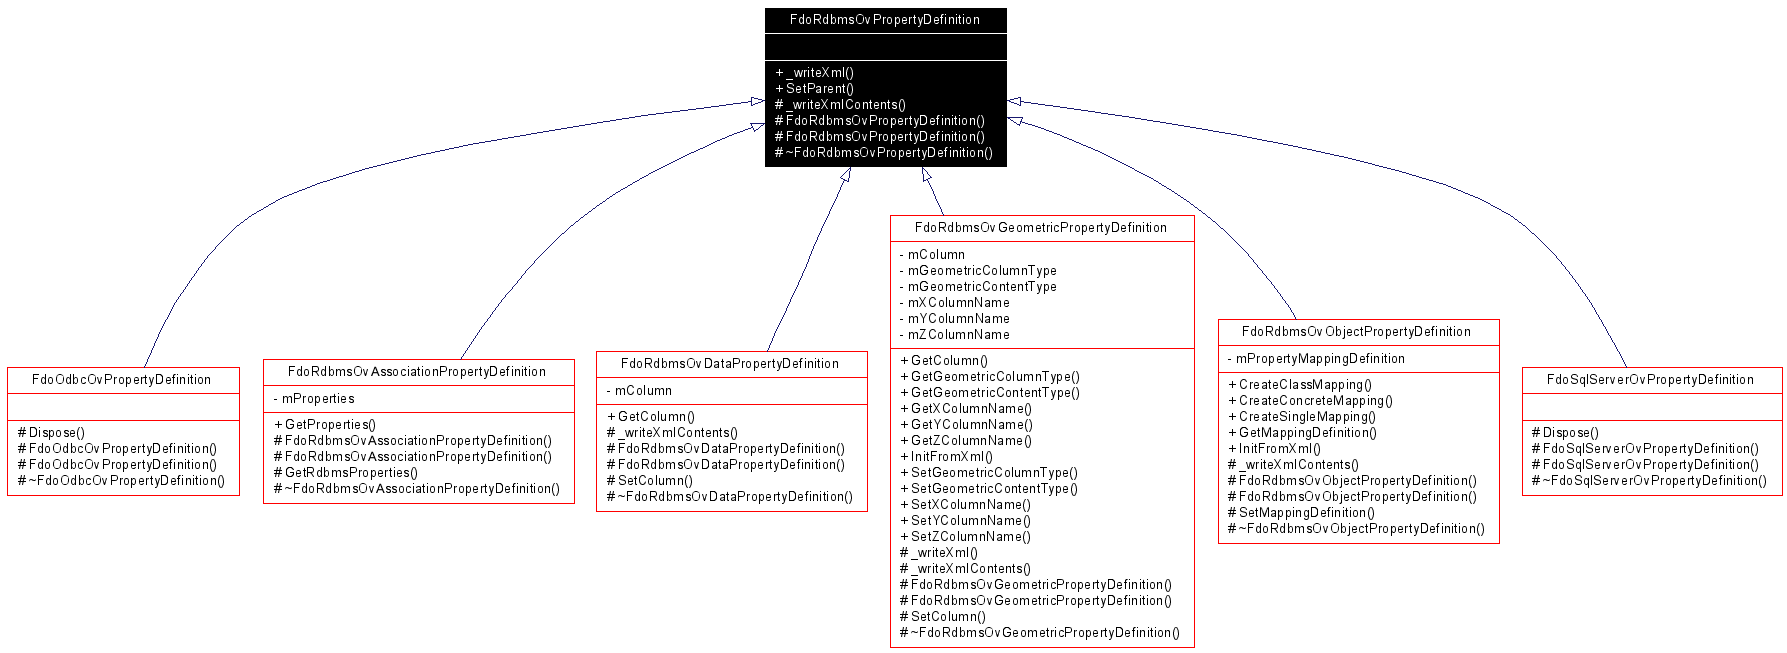 FdoRdbmsOvPropertyDefinition
+ _writeXml()
+ SetParent()
# _writeXmlContents()
# FdoRdbmsOvPropertyDefinition()
# FdoRdbmsOvPropertyDefinition()
# ~FdoRdbmsOvPropertyDefinition()
FdoOdbcOvPropertyDefinition
# Dispose()
# FdoOdbcOvPropertyDefinition()
# FdoOdbcOvPropertyDefinition()
# ~FdoOdbcOvPropertyDefinition()
FdoRdbmsOvAssociationPropertyDefinition
- mProperties
+ GetProperties()
# FdoRdbmsOvAssociationPropertyDefinition()
# FdoRdbmsOvAssociationPropertyDefinition()
# GetRdbmsProperties()
# ~FdoRdbmsOvAssociationPropertyDefinition()
FdoRdbmsOvDataPropertyDefinition
- mColumn
+ GetColumn()
# _writeXmlContents()
# FdoRdbmsOvDataPropertyDefinition()
# FdoRdbmsOvDataPropertyDefinition()
# SetColumn()
# ~FdoRdbmsOvDataPropertyDefinition()
FdoRdbmsOvGeometricPropertyDefinition
- mColumn
- mGeometricColumnType
- mGeometricContentType
- mXColumnName
- mYColumnName
- mZColumnName
+ GetColumn()
+ GetGeometricColumnType()
+ GetGeometricContentType()
+ GetXColumnName()
+ GetYColumnName()
+ GetZColumnName()
+ InitFromXml()
+ SetGeometricColumnType()
+ SetGeometricContentType()
+ SetXColumnName()
+ SetYColumnName()
+ SetZColumnName()
# _writeXml()
# _writeXmlContents()
# FdoRdbmsOvGeometricPropertyDefinition()
# FdoRdbmsOvGeometricPropertyDefinition()
# SetColumn()
# ~FdoRdbmsOvGeometricPropertyDefinition()
FdoRdbmsOvObjectPropertyDefinition
- mPropertyMappingDefinition
+ CreateClassMapping()
+ CreateConcreteMapping()
+ CreateSingleMapping()
+ GetMappingDefinition()
+ InitFromXml()
# _writeXmlContents()
# FdoRdbmsOvObjectPropertyDefinition()
# FdoRdbmsOvObjectPropertyDefinition()
# SetMappingDefinition()
# ~FdoRdbmsOvObjectPropertyDefinition()
FdoSqlServerOvPropertyDefinition
# Dispose()
# FdoSqlServerOvPropertyDefinition()
# FdoSqlServerOvPropertyDefinition()
# ~FdoSqlServerOvPropertyDefinition()